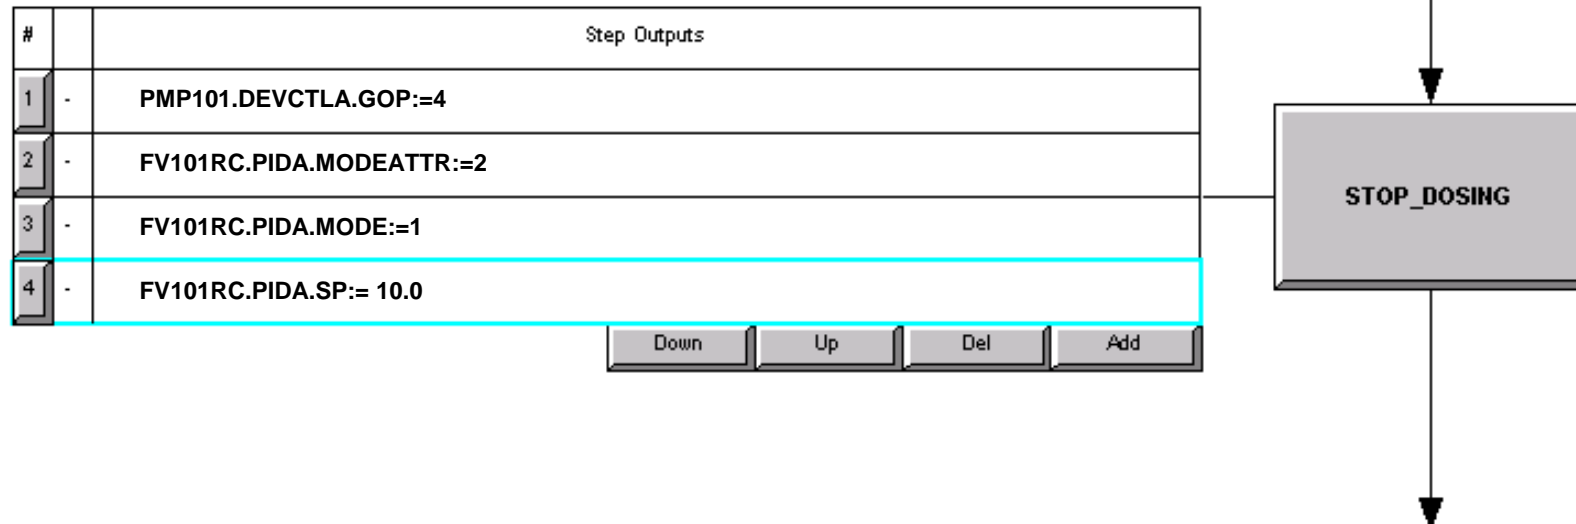 # Step Outputs
1 - PMP101.DEVCTLA.GOP:=4
2 - FV101RC.PIDA.MODEATTR:=2
3 - FV101RC.PIDA.MODE:=1
4 - FV101RC.PIDA.SP:= 10.0
Down Up Del Add
STOP_DOSING